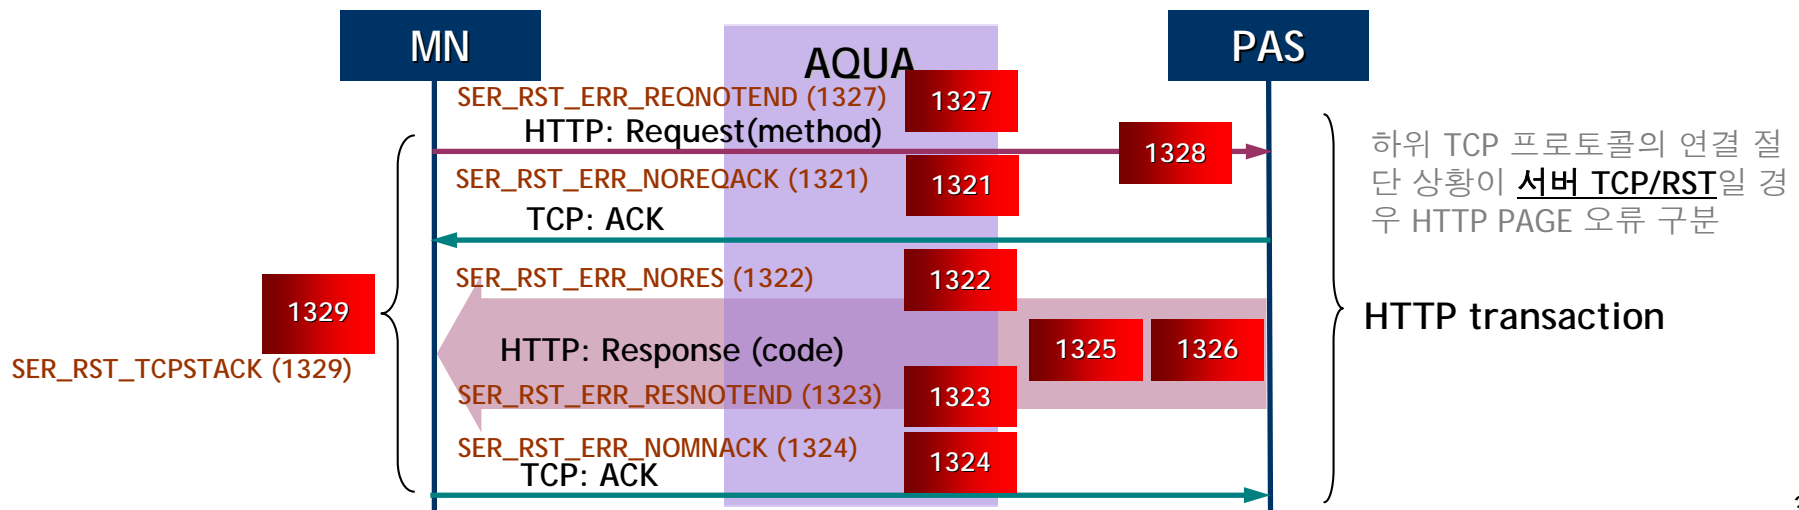 MN
AQUA
PAS
SER_RST_ERR_REQNOTEND (1327)
1327
HTTP: Request(method)
1328
SER_RST_ERR_NOREQACK (1321)
1321
TCP: ACK
하위 TCP 프로토콜의 연결 절
단 상황이 서버 TCP/RST일 경
우 HTTP PAGE 오류 구분
SER_RST_ERR_NORES (1322)
1322
1329
SER_RST_TCPSTACK (1329)
HTTP: Response (code)
1325
1326
HTTP transaction
SER_RST_ERR_RESNOTEND (1323)
1323
SER_RST_ERR_NOMNACK (1324)
1324
TCP: ACK